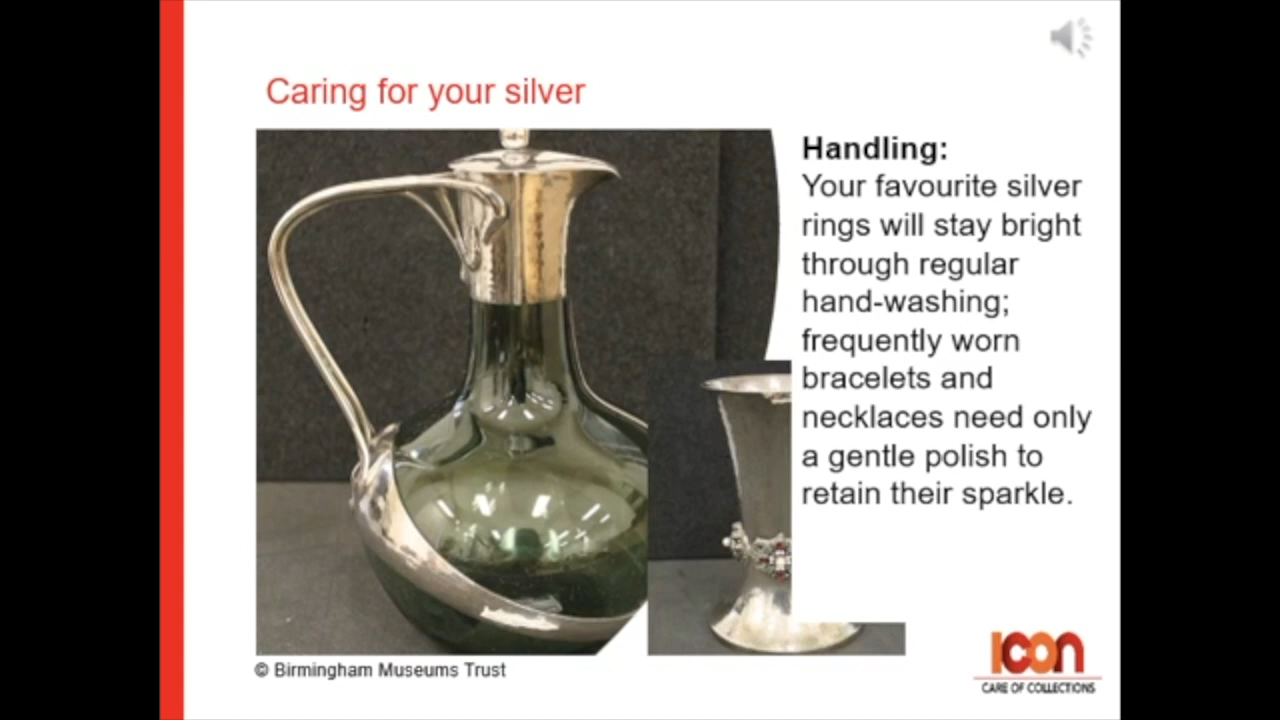 Caring for your silver
Handling:
Your favourite silver
rings will stay bright
through regular
hand-washing;
frequently worn
bracelets and
necklaces need only
a gentle polish to
retain their sparkle.
© Birmingham Museums Trust
icon
CARE OF COLLECTIONS